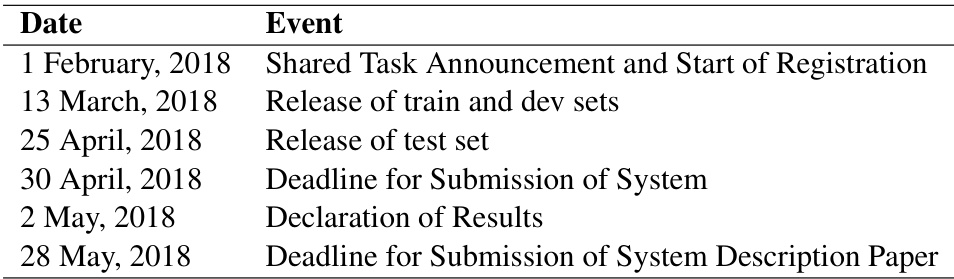 Date Event
1 February, 2018 Shared Task Announcement and Start of Registration
13 March, 2018 Release of train and dev sets
25 April, 2018 Release of test set
30 April, 2018 Deadline for Submission of System
2 May, 2018 Declaration of Results
28 May, 2018 Deadline for Submission of System Description Paper